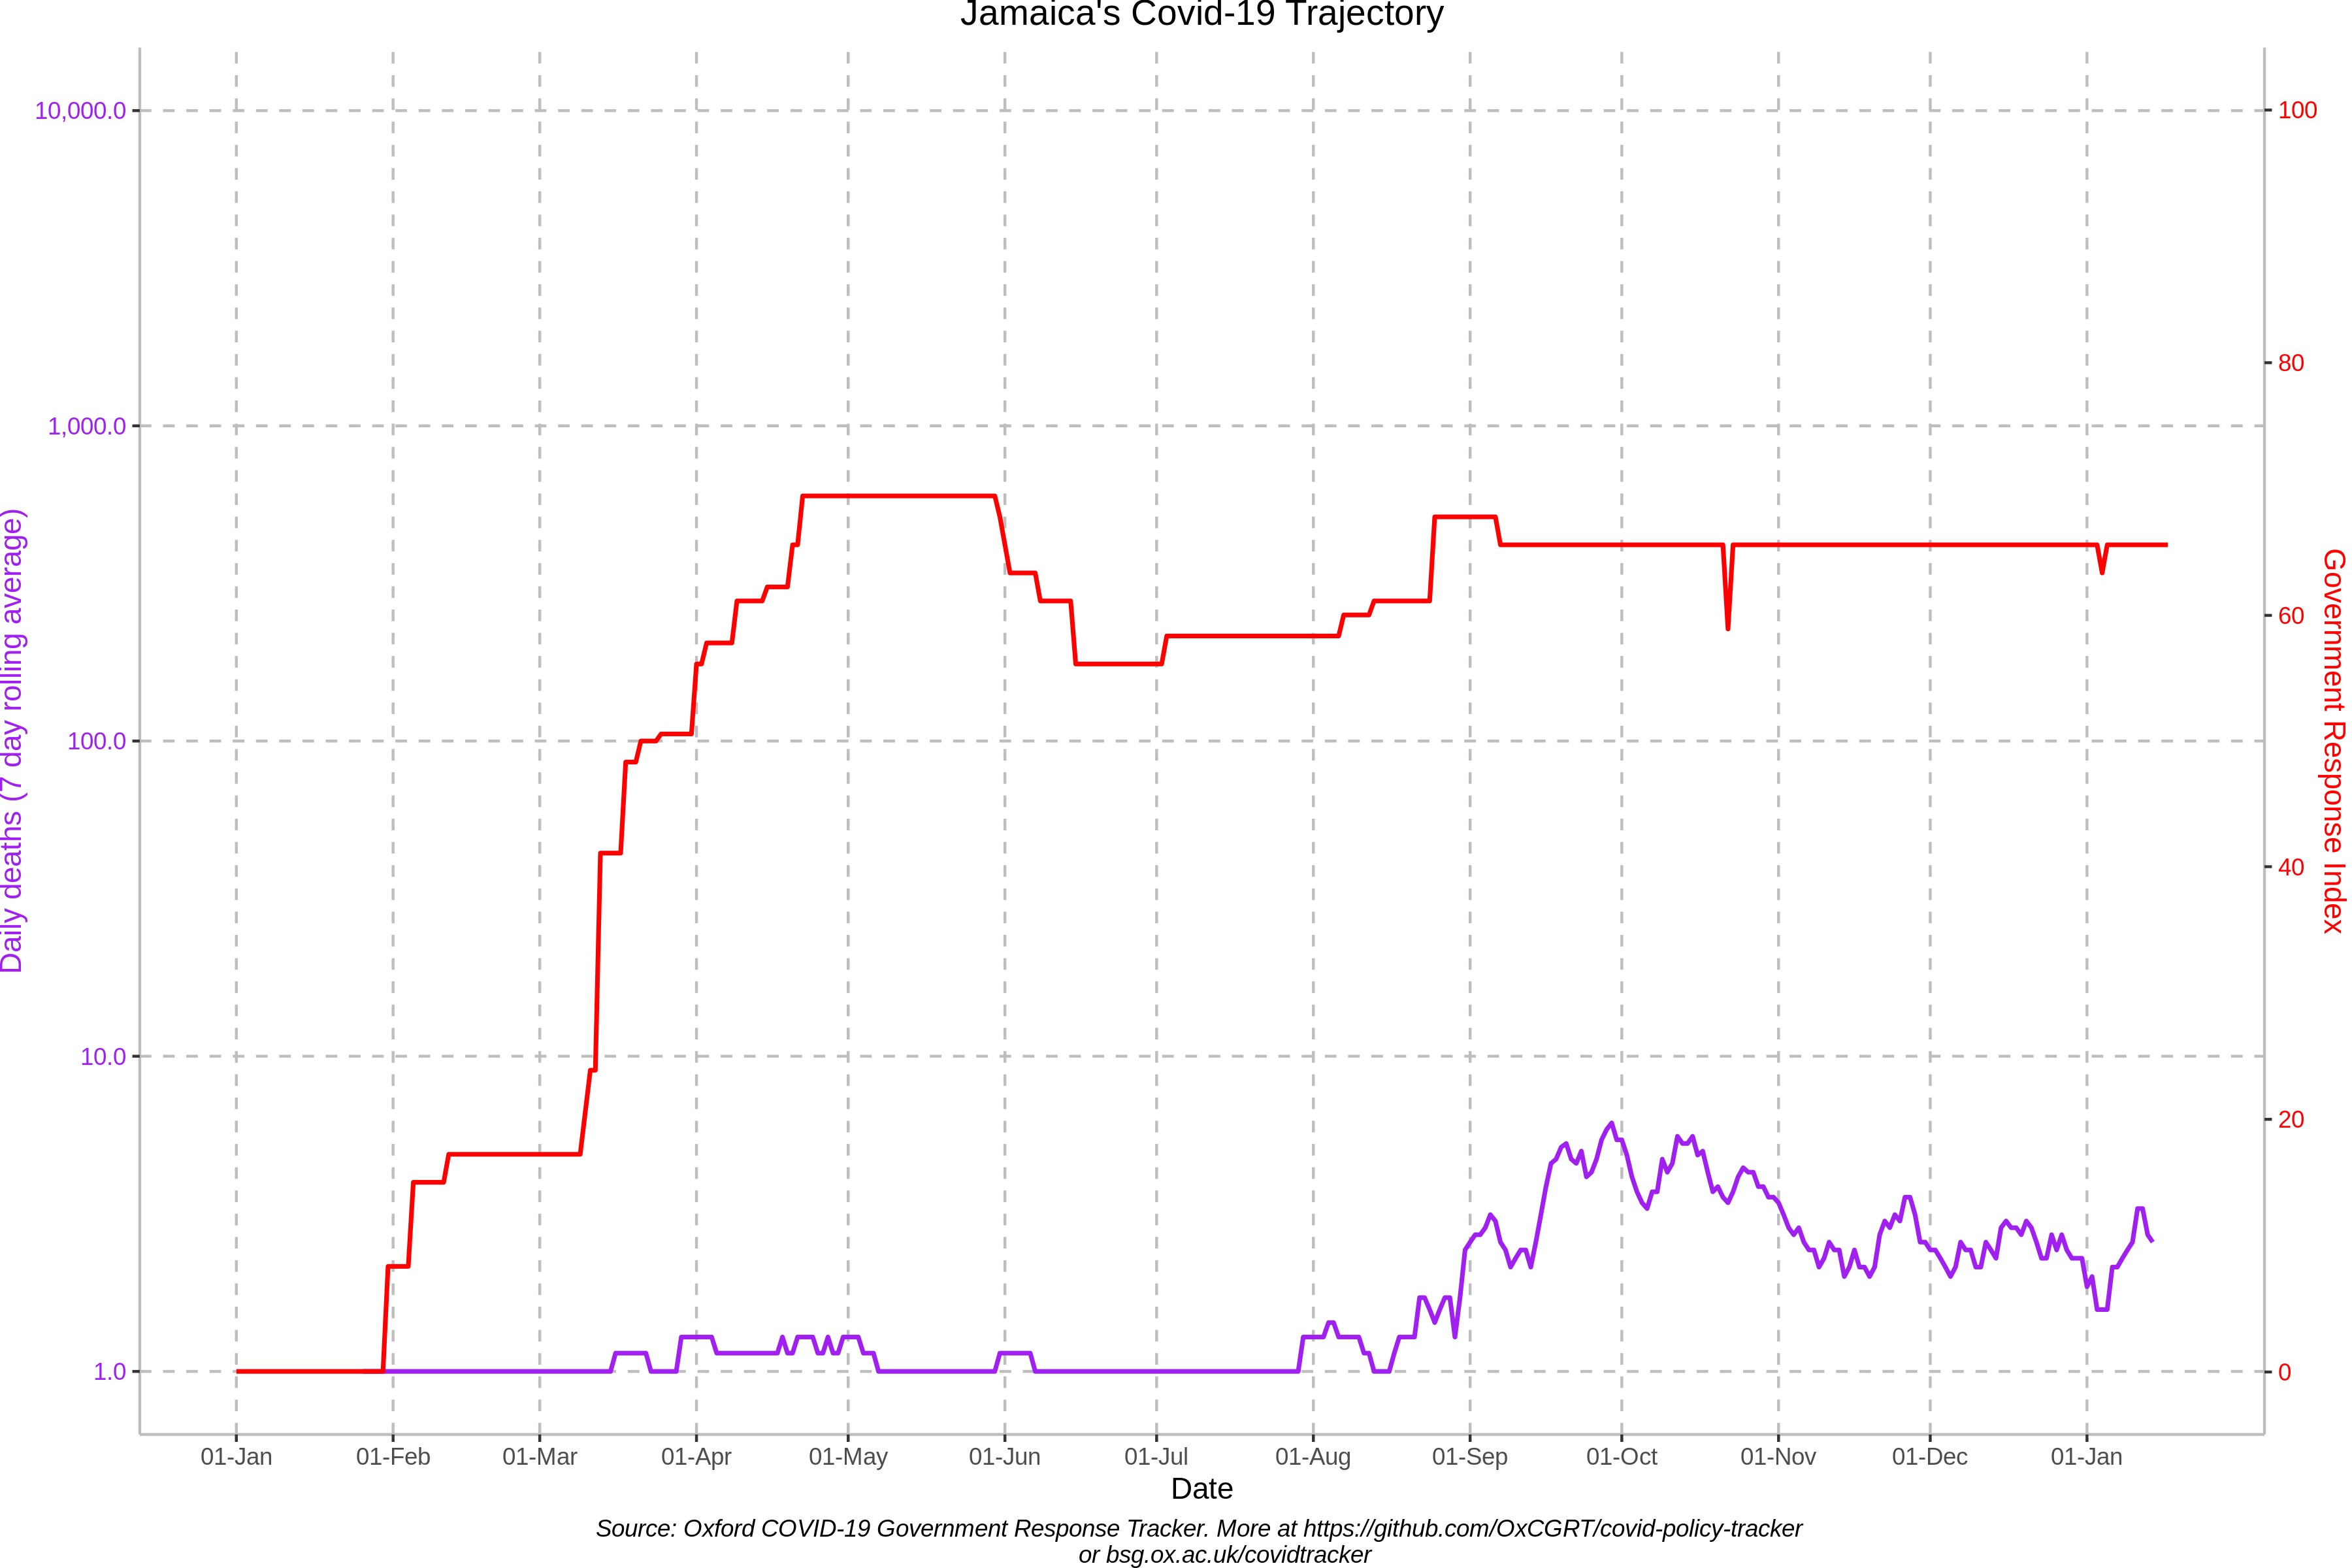 Jamaica's Covid-19 Trajectory
10,000.0
1,000.0
100.0
10.0
1.0
Daily deaths (7 day rolling average)
100
80
60
40
20
0
Government Response Index
01-Jan 01-Feb 01-Mar 01-Apr 01-May 01-Jun 01-Jul 01-Aug 01-Sep 01-Oct 01-Nov 01-Dec 01-Jan
Date
Source: Oxford COVID-19 Government Response Tracker. More at https://github.com/OxCGRT/covid-policy-tracker
or bsg.ox.ac.uk/covidtracker